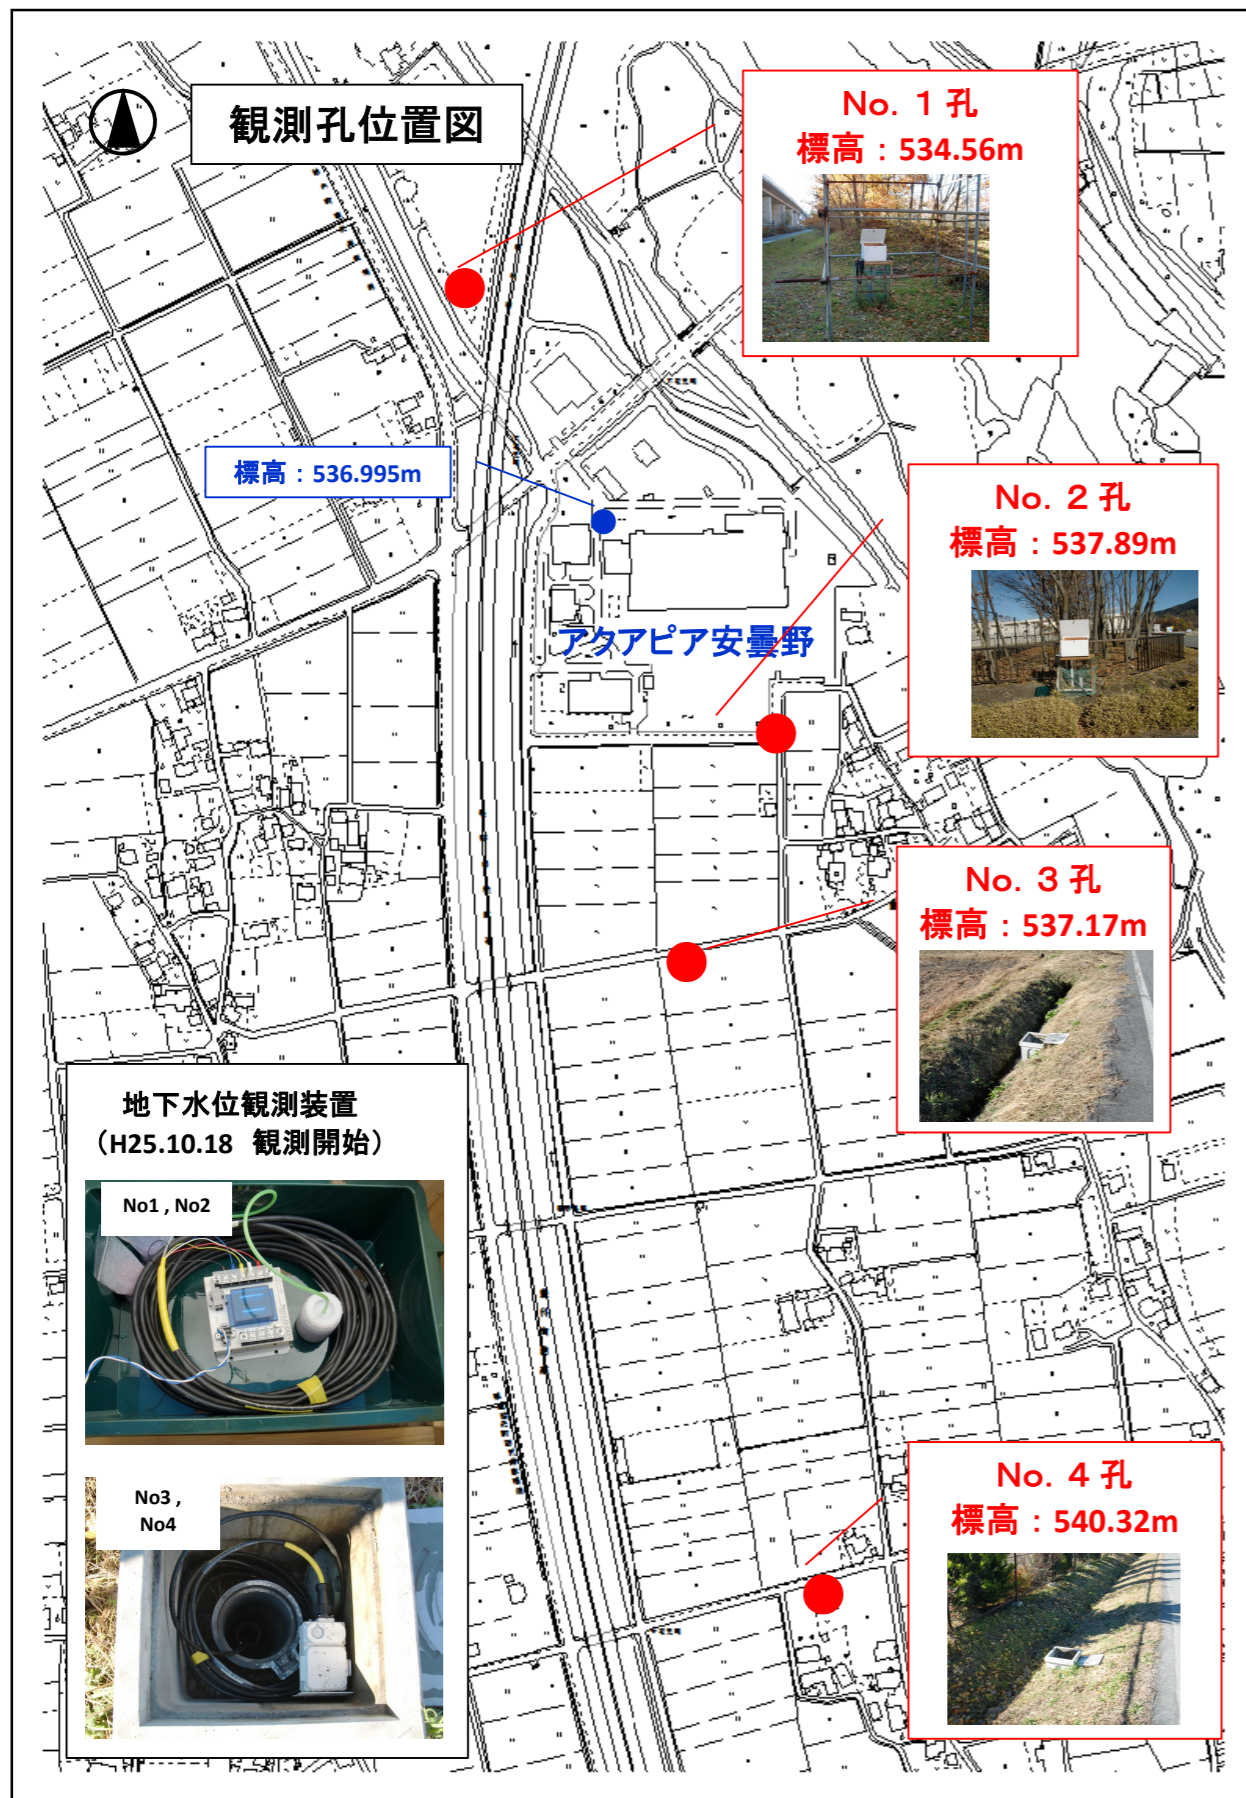 観測孔位置図
No. 1 孔
標高：534.56m
標高：536.995m
No. 2 孔
標高：537.89m
アクアピア安曇野
No. 3 孔
標高：537.17m
地下水位観測装置
（H25.10.18 観測開始）
No1 , No2
No3 ,
No4
No. 4 孔
標高：540.32m